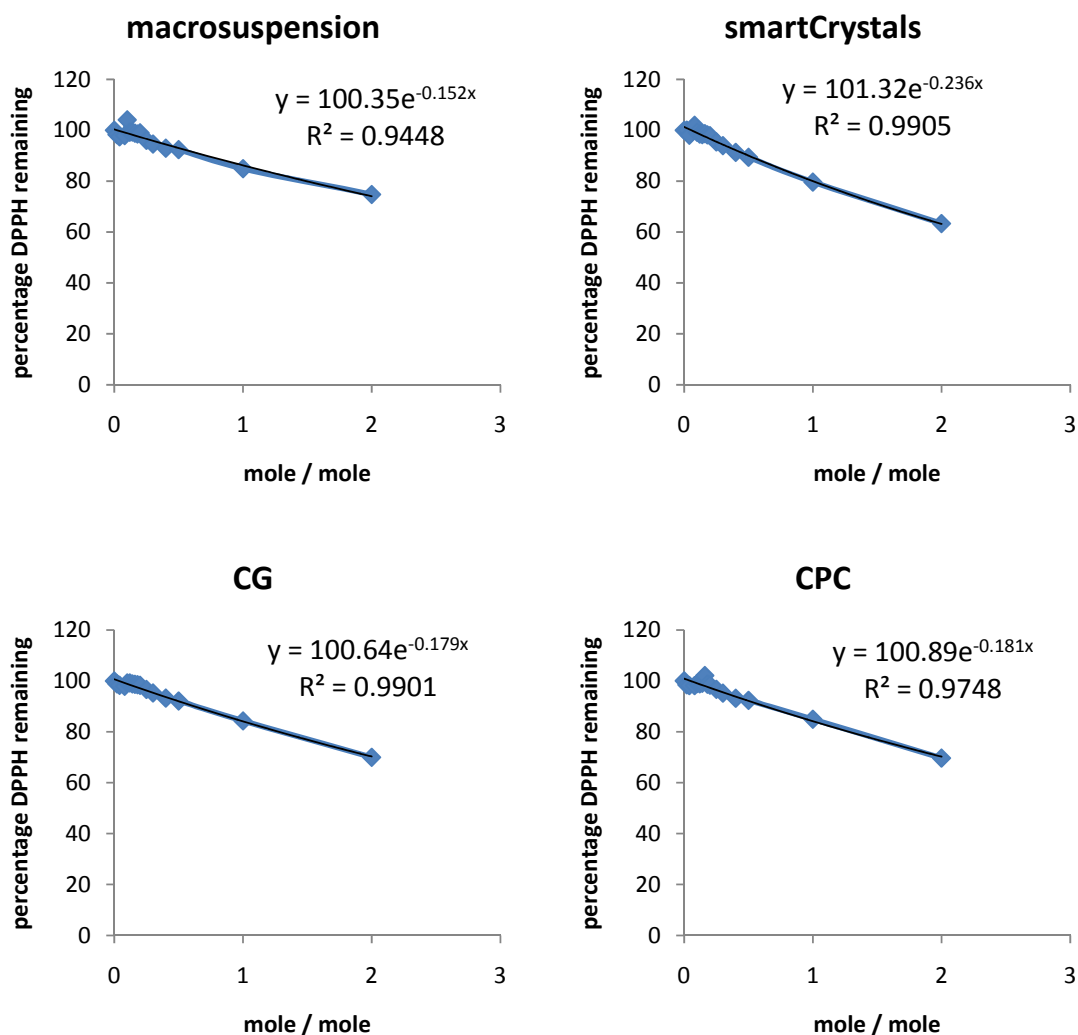 macrosuspension
y = 100.35e^-0.152x
R² = 0.9448
percentage DPPH remaining
120
100
80
60
40
20
0
0 1 2 3
mole / mole
smartCrystals
y = 101.32e^-0.236x
R² = 0.9905
percentage DPPH remaining
120
100
80
60
40
20
0
0 1 2 3
mole / mole
CG
y = 100.64e^-0.179x
R² = 0.9901
percentage DPPH remaining
120
100
80
60
40
20
0
0 1 2 3
mole / mole
CPC
y = 100.89e^-0.181x
R² = 0.9748
percentage DPPH remaining
120
100
80
60
40
20
0
0 1 2 3
mole / mole